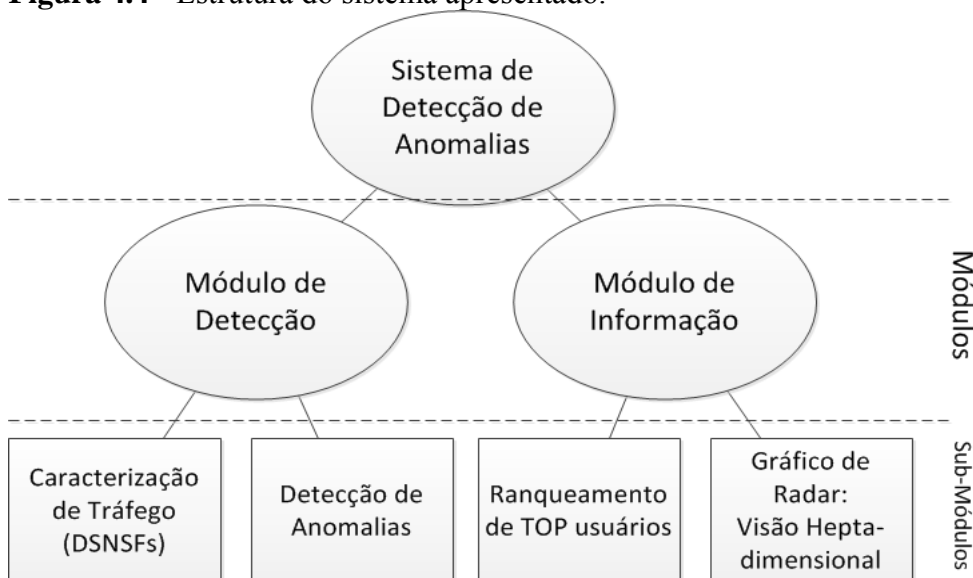 Figura 4.4 - Estrutura do sistema apresentado.
Sistema de
Detecção de
Anomalias
Módulo de
Detecção
Módulo de
Informação
Módulos
Caracterização
de Tráfego
(DSNSFs)
Detecção de
Anomalias
Ranqueamento
de TOP usuários
Gráfico de
Radar:
Visão Hepta-
dimensional
Sub-Módulos